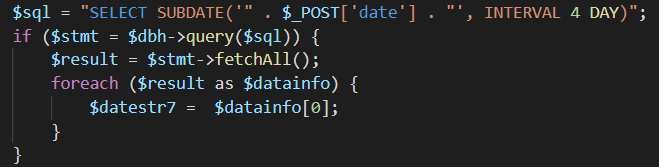 $sql = "SELECT SUBDATE('" . $_POST['date'] . "', INTERVAL 4 DAY)";
if ($stmt = $dbh->query($sql)) {
    $result = $stmt->fetchAll();
    foreach ($result as $datainfo) {
        $datestr7 =  $datainfo[0];
    }
}